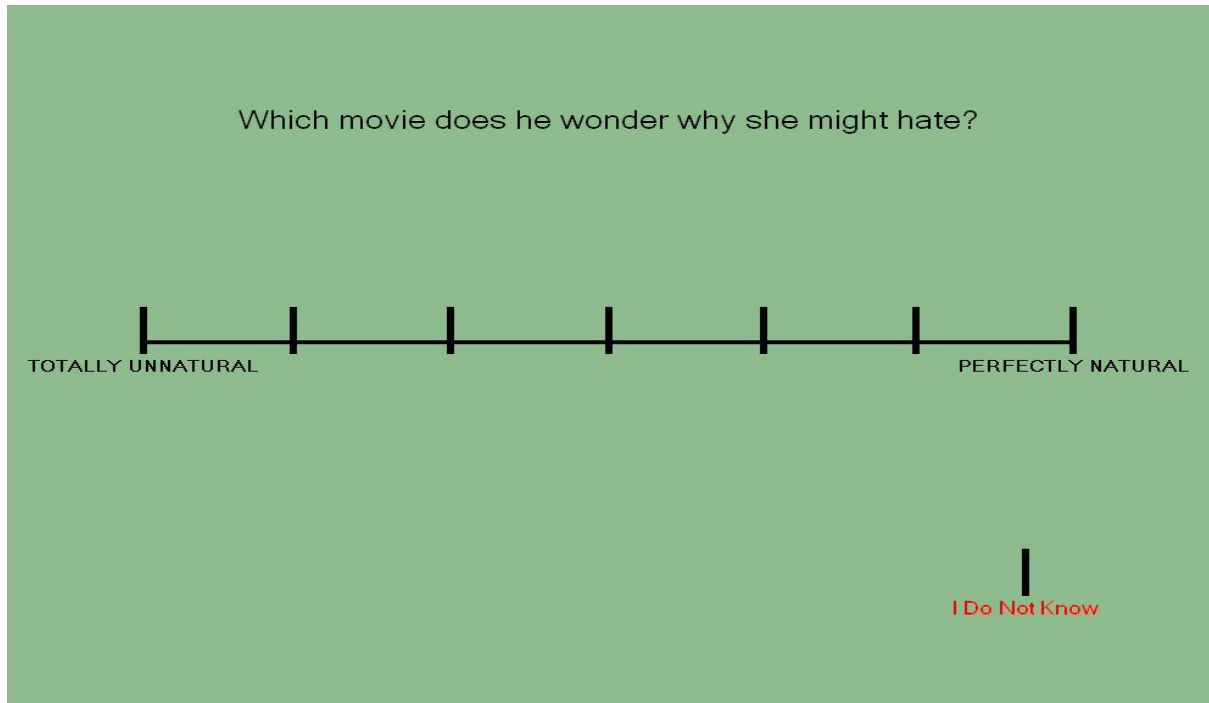 Which movie does he wonder why she might hate?
TOTALLY UNNATURAL
PERFECTLY NATURAL
I Do Not Know